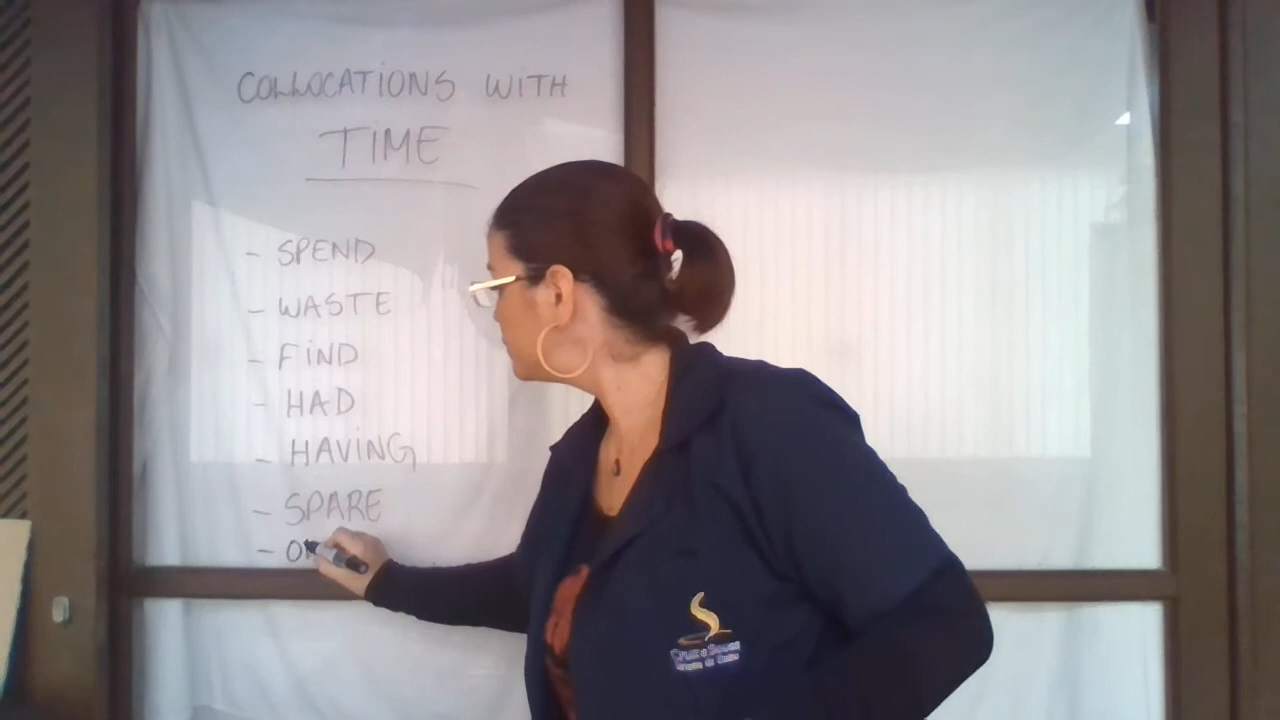 COLLOCATIONS WITH
TiME
- SPEND
- WASTE
- FiND
- HAD
- HAVING
- SPARE